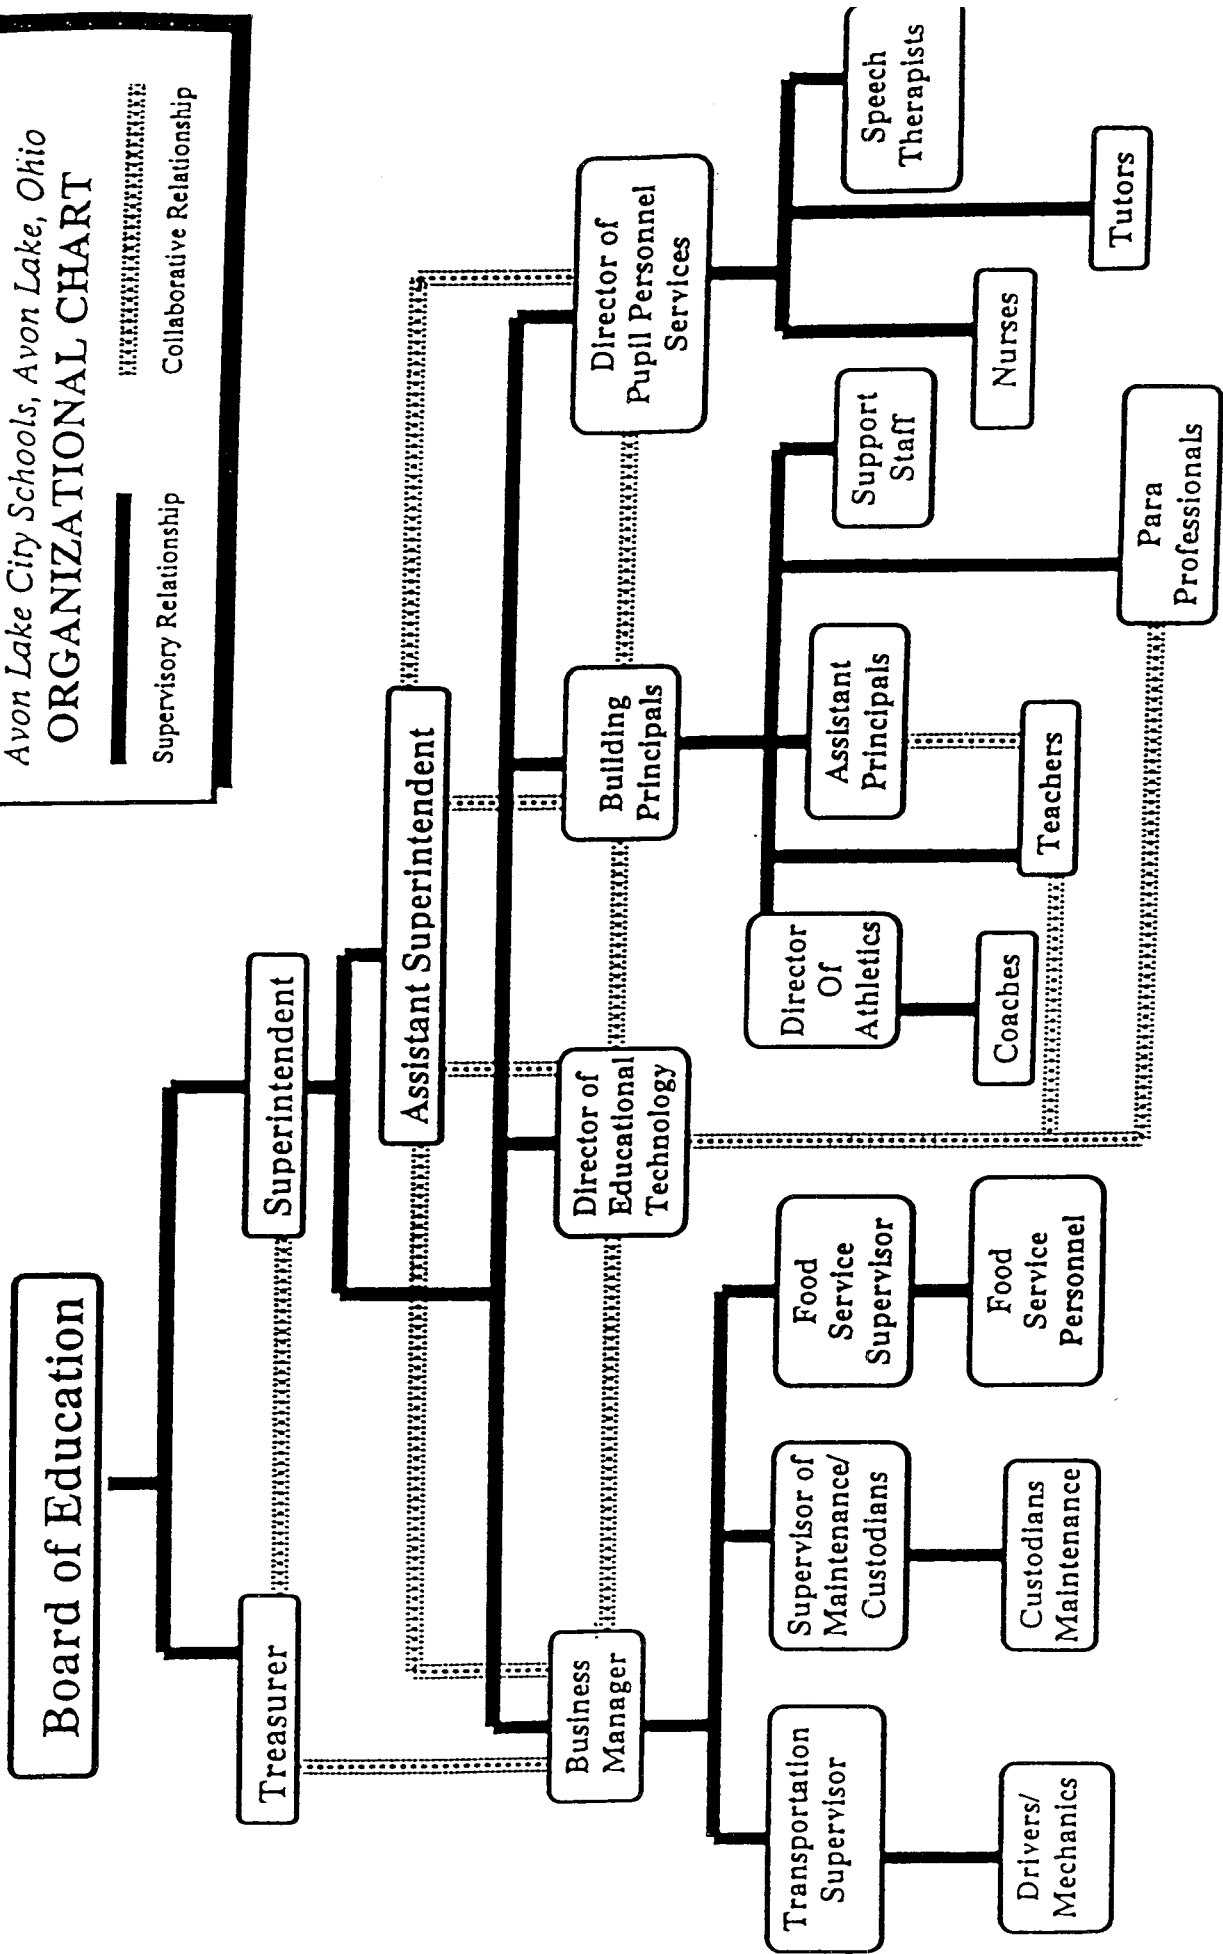 Avon Lake City Schools, Avon Lake, Ohio
ORGANIZATIONAL CHART
Supervisory Relationship
Collaborative Relationship
Board of Education
Treasurer
Superintendent
Assistant Superintendent
Business
Manager
Director of
Educational
Technology
Building
Principals
Director of
Pupil Personnel
Services
Transportation
Supervisor
Supervisor of
Maintenance/
Custodians
Food
Service
Supervisor
Director
Of
Athletics
Assistant
Principals
Support
Staff
Speech
Therapists
Drivers/
Mechanics
Custodians
Maintenance
Food
Service
Personnel
Coaches
Teachers
Nurses
Para
Professionals
Tutors